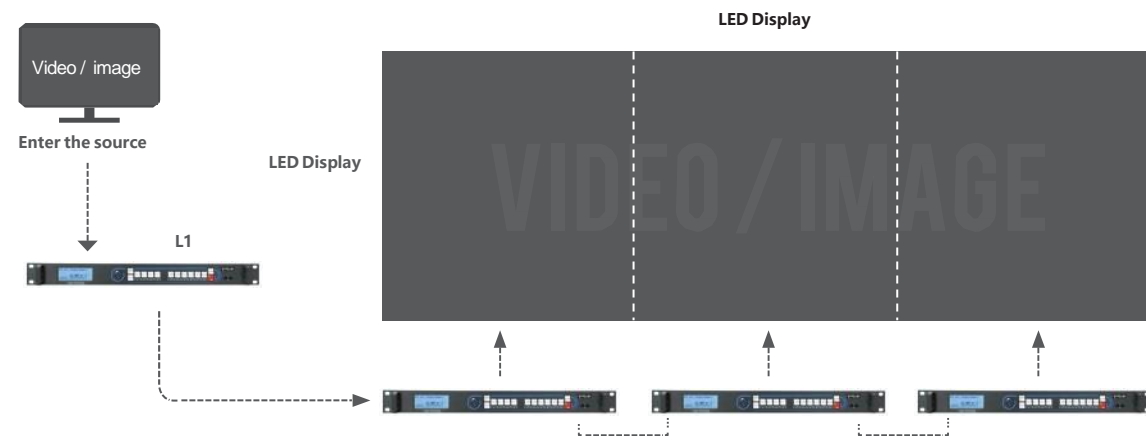 LED Display
Video / image
Enter the source
LED Display
VIDEO / IMAGE
L1